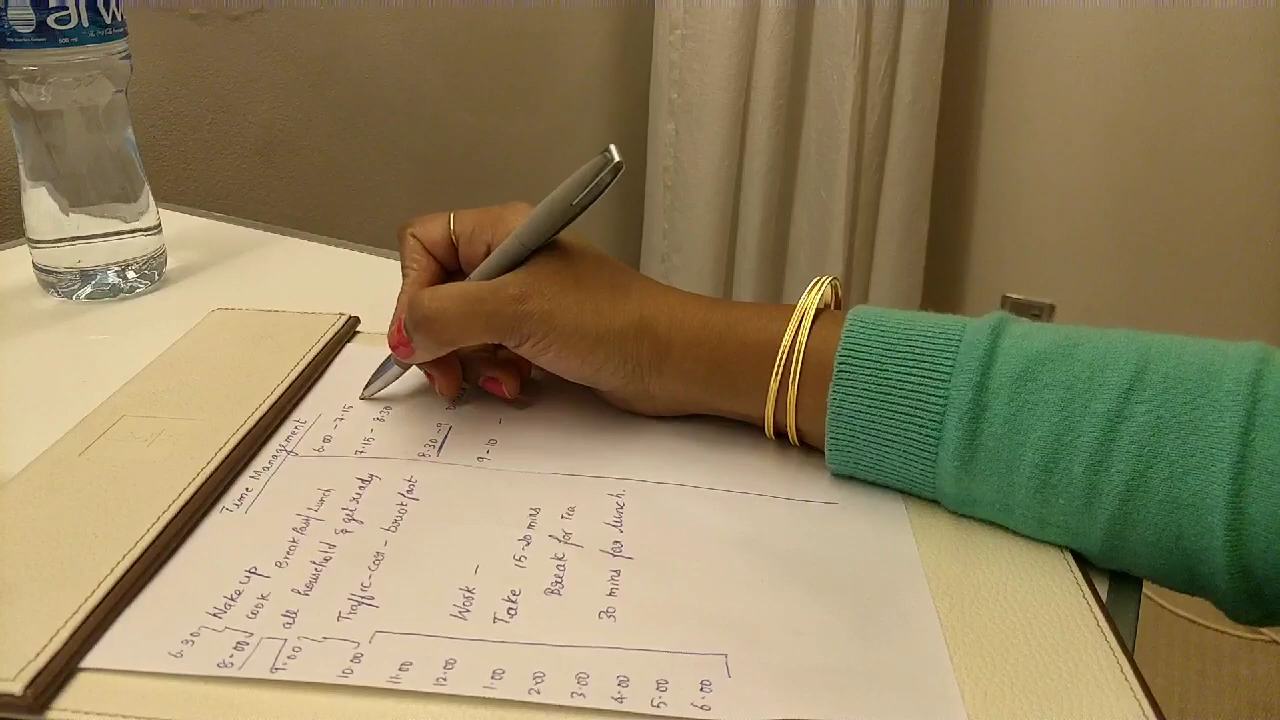 Time Management
6.30 Wake up
8.00 cook Breakfast/Lunch
9.00 all household & get ready
10.00 Traffic-car - breakfast
11.00
12.00 Work -
1.00 Take 15-20 mins
2.00 Break for Tea
3.00 30 mins for lunch.
4.00
5.00
6.00
6:00 - 7.15
7.15 - 8.30
8.30 - 9
9 - 10 -
500 ml